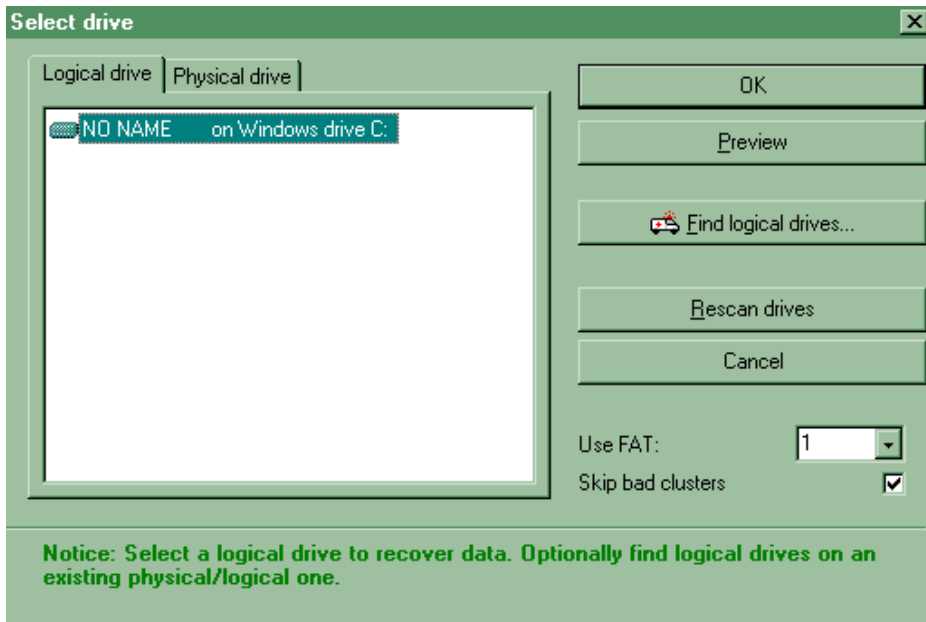 Select drive
Logical drive
Physical drive
NO NAME on Windows drive C:
OK
Preview
Find logical drives...
Rescan drives
Cancel
Use FAT: 1
Skip bad clusters
Notice: Select a logical drive to recover data. Optionally find logical drives on an
existing physical/logical one.